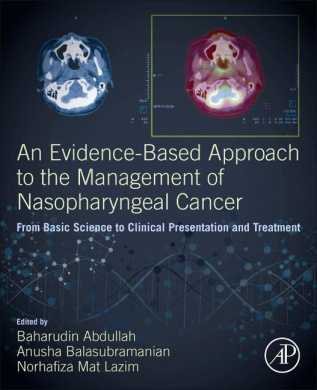 An Evidence-Based Approach
to the Management of
Nasopharyngeal Cancer
From Basic Science to Clinical Presentation and Treatment
Edited by
Baharudin Abdullah
Anusha Balasubramanian
Norhafiza Mat Lazim
AP